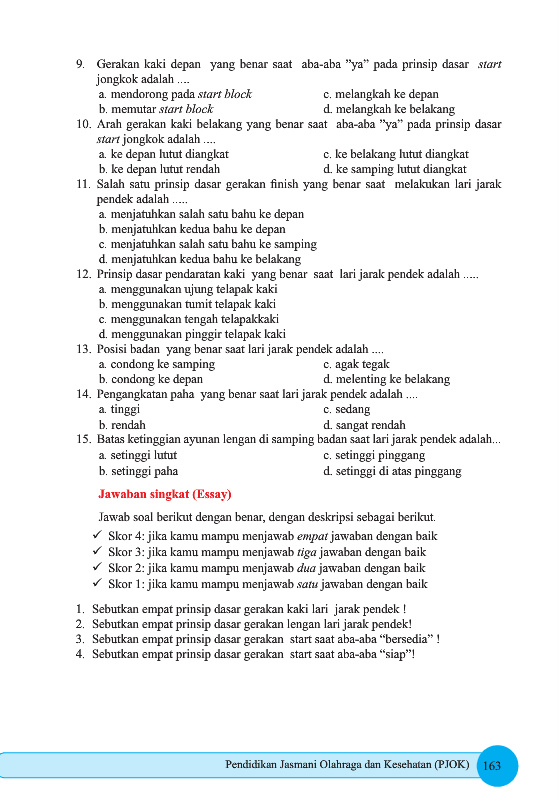 9. Gerakan kaki depan yang benar saat aba-aba ”ya” pada prinsip dasar start
jongkok adalah ....
a. mendorong pada start block c. melangkah ke depan
b. memutar start block d. melangkah ke belakang
10. Arah gerakan kaki belakang yang benar saat aba-aba ”ya” pada prinsip dasar
start jongkok adalah ....
a. ke depan lutut diangkat c. ke belakang lutut diangkat
b. ke depan lutut rendah d. ke samping lutut diangkat
11. Salah satu prinsip dasar gerakan finish yang benar saat melakukan lari jarak
pendek adalah .....
a. menjatuhkan salah satu bahu ke depan
b. menjatuhkan kedua bahu ke depan
c. menjatuhkan salah satu bahu ke samping
d. menjatuhkan kedua bahu ke belakang
12. Prinsip dasar pendaratan kaki yang benar saat lari jarak pendek adalah .....
a. menggunakan ujung telapak kaki
b. menggunakan tumit telapak kaki
c. menggunakan tengah telapakkaki
d. menggunakan pinggir telapak kaki
13. Posisi badan yang benar saat lari jarak pendek adalah ....
a. condong ke samping c. agak tegak
b. condong ke depan d. melenting ke belakang
14. Pengangkatan paha yang benar saat lari jarak pendek adalah ....
a. tinggi c. sedang
b. rendah d. sangat rendah
15. Batas ketinggian ayunan lengan di samping badan saat lari jarak pendek adalah...
a. setinggi lutut c. setinggi pinggang
b. setinggi paha d. setinggi di atas pinggang
Jawaban singkat (Essay)
Jawab soal berikut dengan benar, dengan deskripsi sebagai berikut.
✓ Skor 4: jika kamu mampu menjawab empat jawaban dengan baik
✓ Skor 3: jika kamu mampu menjawab tiga jawaban dengan baik
✓ Skor 2: jika kamu mampu menjawab dua jawaban dengan baik
✓ Skor 1: jika kamu mampu menjawab satu jawaban dengan baik
1. Sebutkan empat prinsip dasar gerakan kaki lari jarak pendek !
2. Sebutkan empat prinsip dasar gerakan lengan lari jarak pendek!
3. Sebutkan empat prinsip dasar gerakan start saat aba-aba “bersedia” !
4. Sebutkan empat prinsip dasar gerakan start saat aba-aba “siap”!
Pendidikan Jasmani Olahraga dan Kesehatan (PJOK) 163